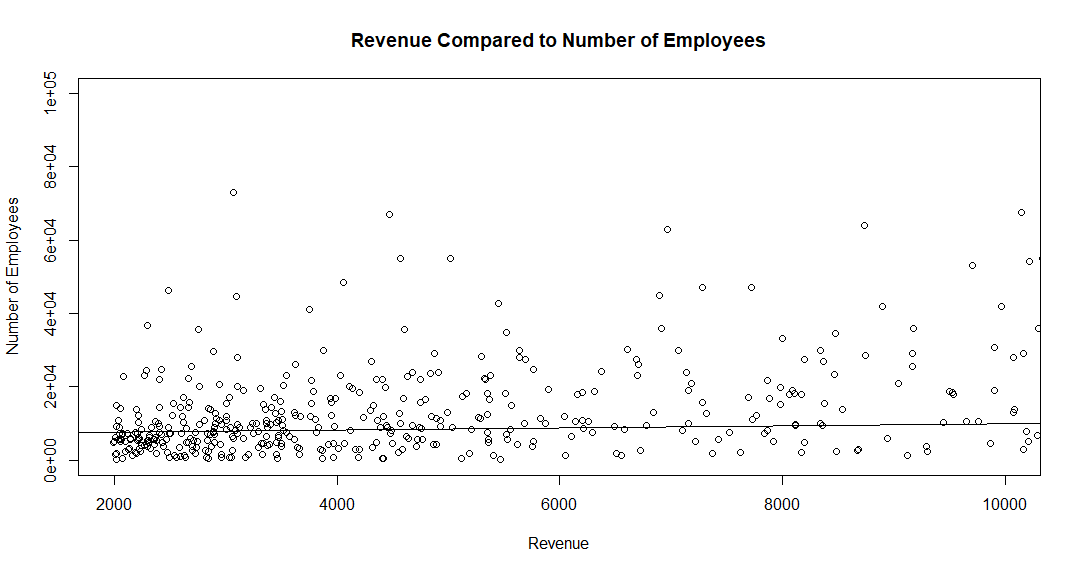 Revenue Compared to Number of Employees
Number of Employees
1e+05
8e+04
6e+04
4e+04
2e+04
0e+00
2000 4000 6000 8000 10000
Revenue